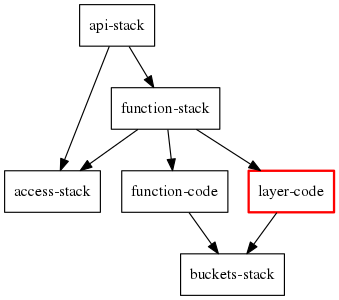 api-stack
function-stack
access-stack
function-code
layer-code
buckets-stack